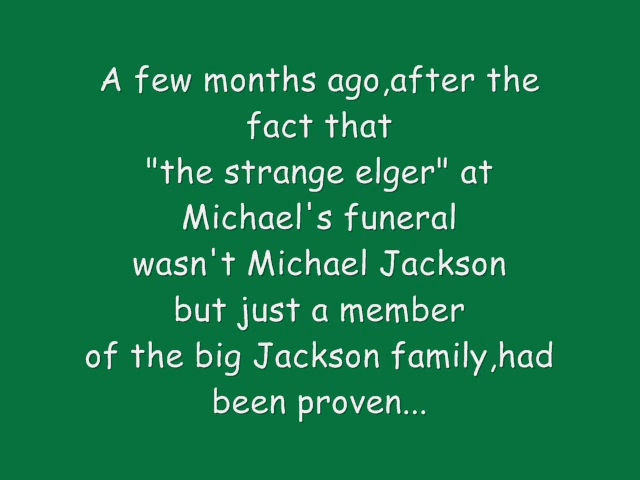 A few months ago,after the
fact that
"the strange elger" at
Michael's funeral
wasn't Michael Jackson
but just a member
of the big Jackson family,had
been proven...